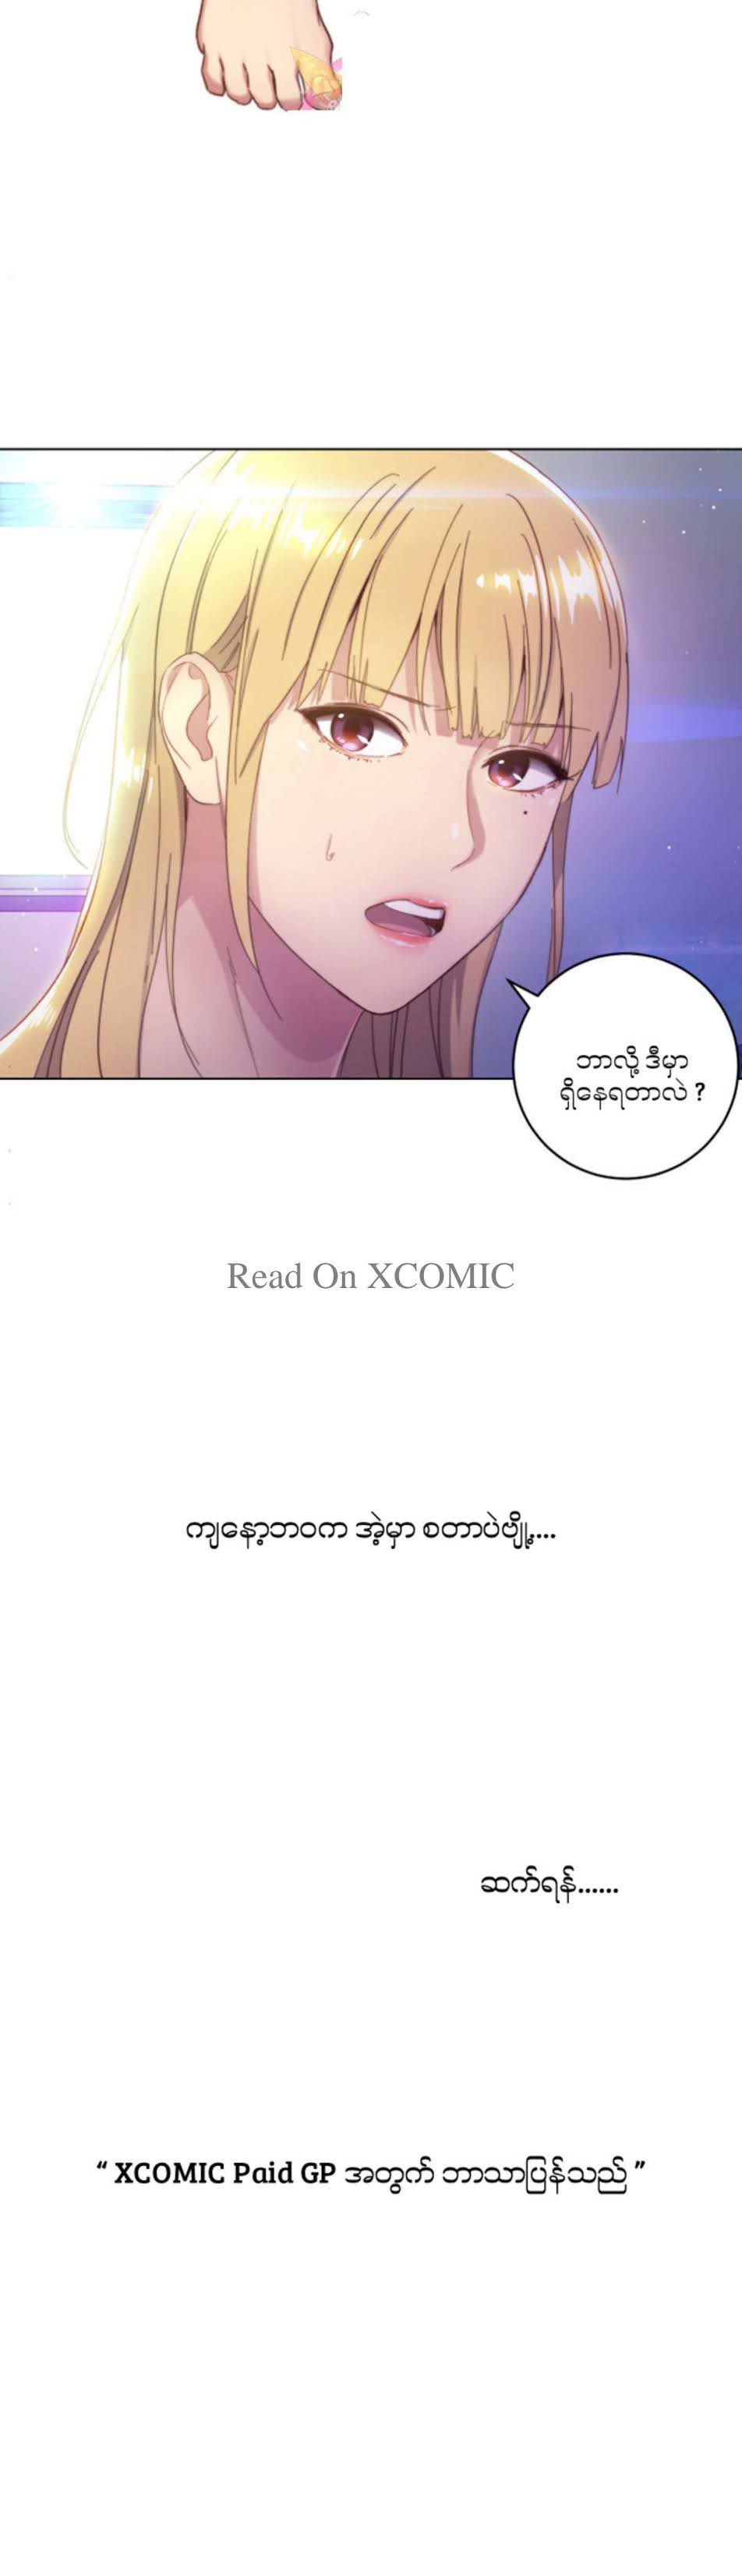 ဘာလို့ ဒီမှာ
ရှိနေရတာလဲ ?
Read On XCOMIC
ကျနော့ဘဝက အဲ့မှာ စတာပဲဗျို့....
ဆက်ရန်......
“ XCOMIC Paid GP အတွက် ဘာသာပြန်သည် ”